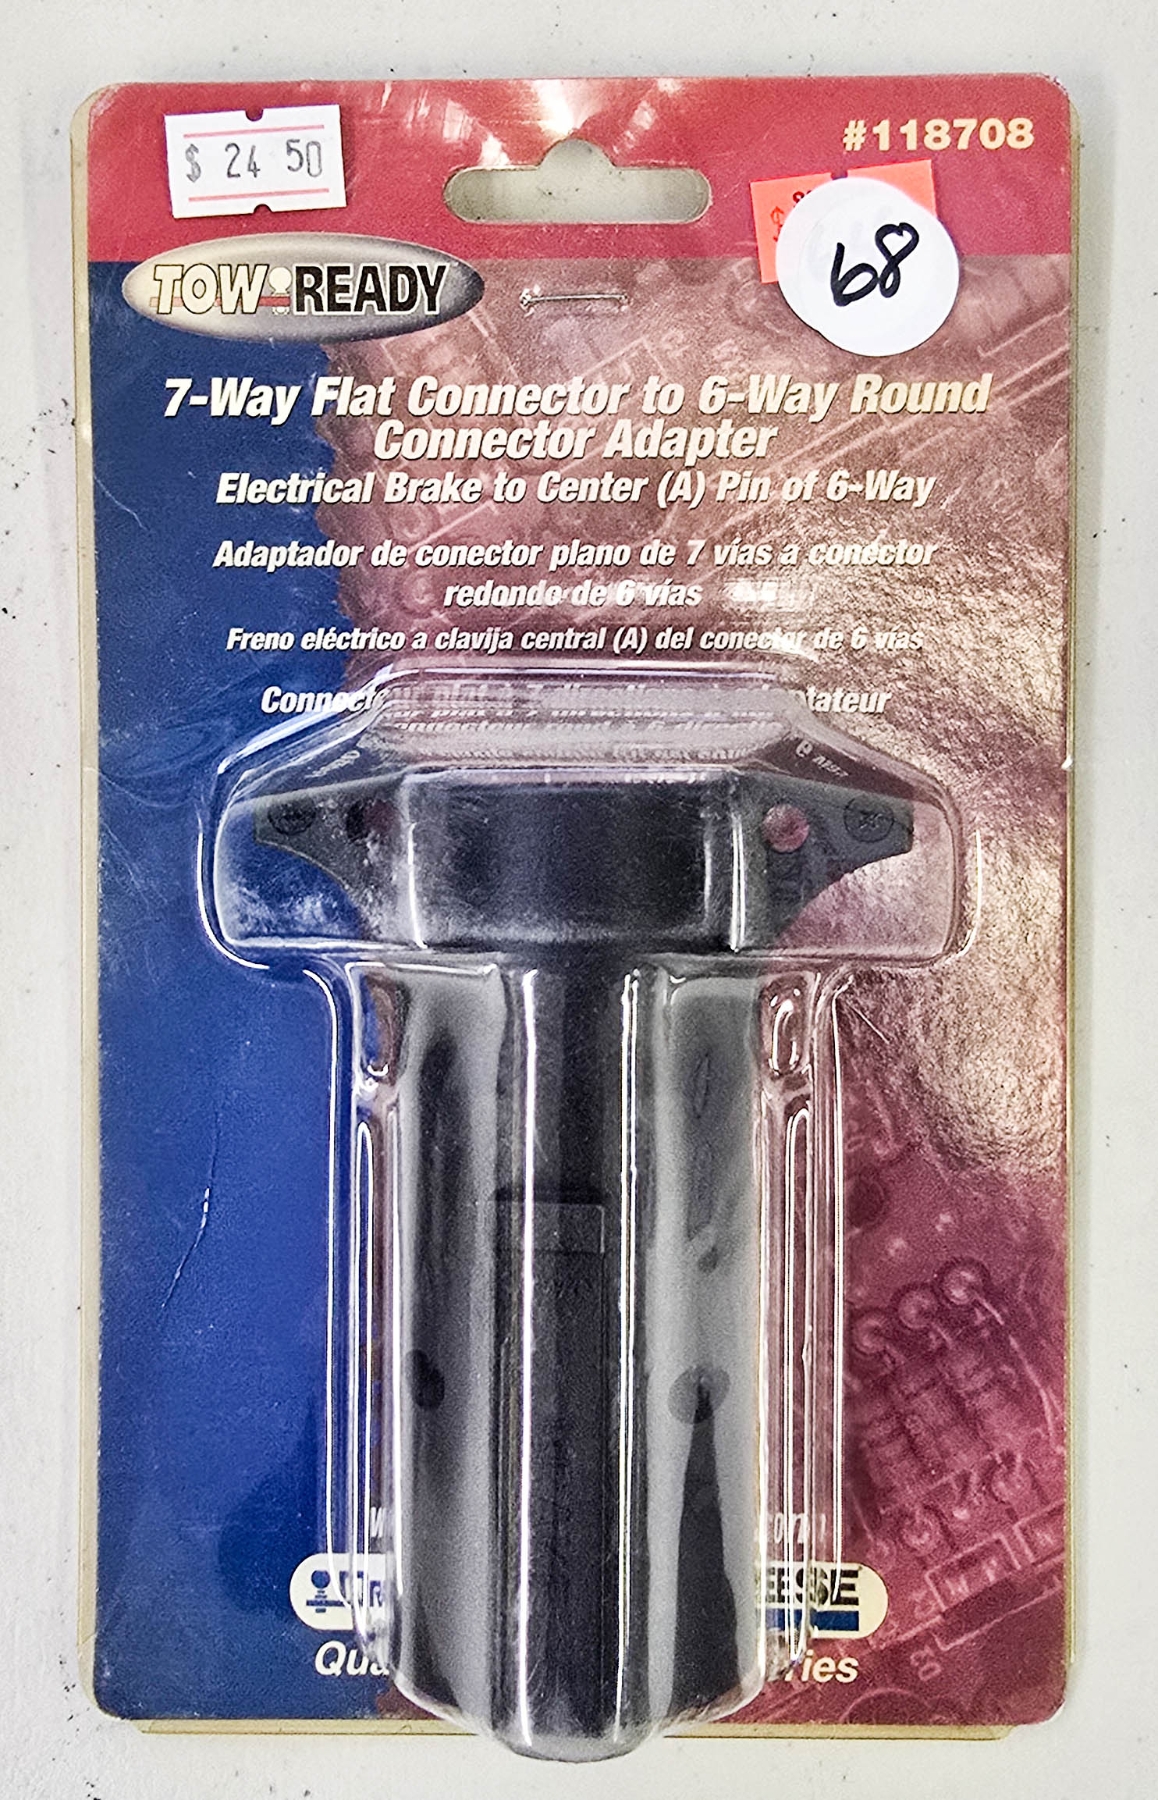 #118708
$ 24 50
68
TOW READY
7-Way Flat Connector to 6-Way Round
Connector Adapter
Electrical Brake to Center (A) Pin of 6-Way
Adaptador de conector plano de 7 vías a conector
redondo de 6 vías
Freno eléctrico a clavija central (A) del conector de 6 vías